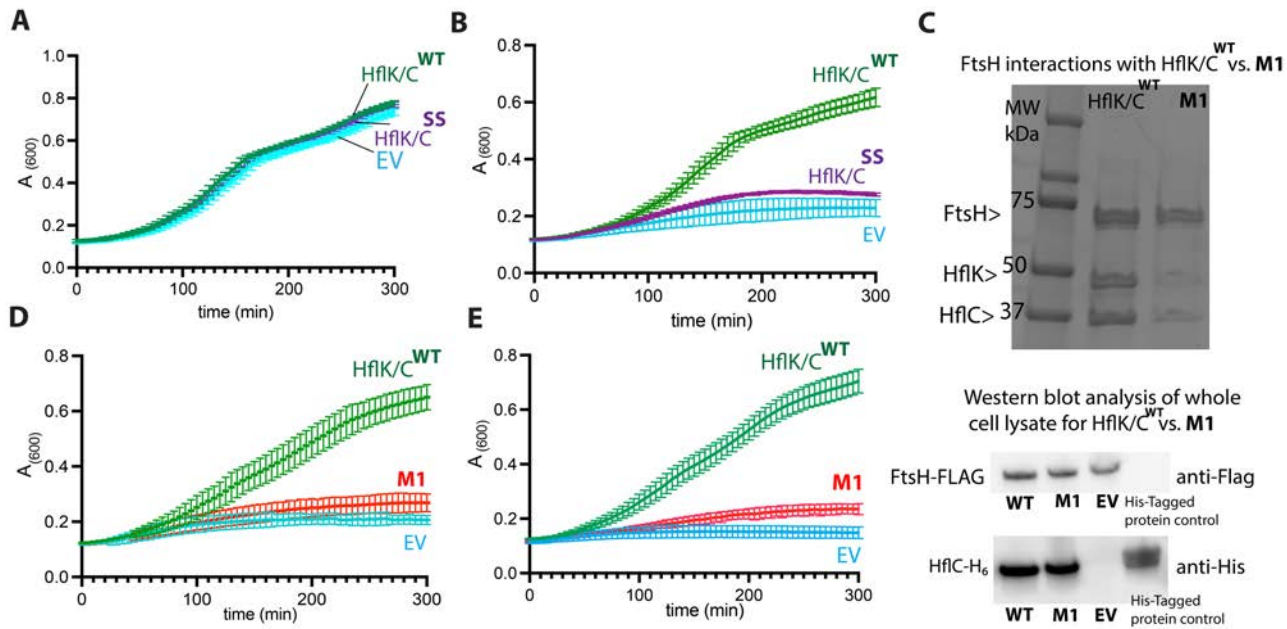 A
1.0
0.8
0.6
0.4
0.2
0.0
A (600)
HflK/C WT
SS
HflK/C
EV
0
100
200
300
time (min)
B
0.8
0.6
0.4
0.2
0.0
A (600)
HflK/C WT
SS
HflK/C
EV
0
100
200
300
time (min)
C
FtsH interactions with HflK/C WT vs. M1
MW
kDa
HflK/C WT
M1
75
50
37
FtsH>
HflK>
HflC>
Western blot analysis of whole
cell lysate for HflK/C WT vs. M1
FtsH-FLAG
anti-Flag
WT
M1
EV
His-Tagged
protein control
HflC-H6
anti-His
WT
M1
EV
His-Tagged
protein control
D
0.8
0.6
0.4
0.2
0.0
A (600)
HflK/C WT
M1
EV
0
100
200
300
time (min)
E
0.8
0.6
0.4
0.2
0.0
A (600)
HflK/C WT
M1
EV
0
100
200
300
time (min)